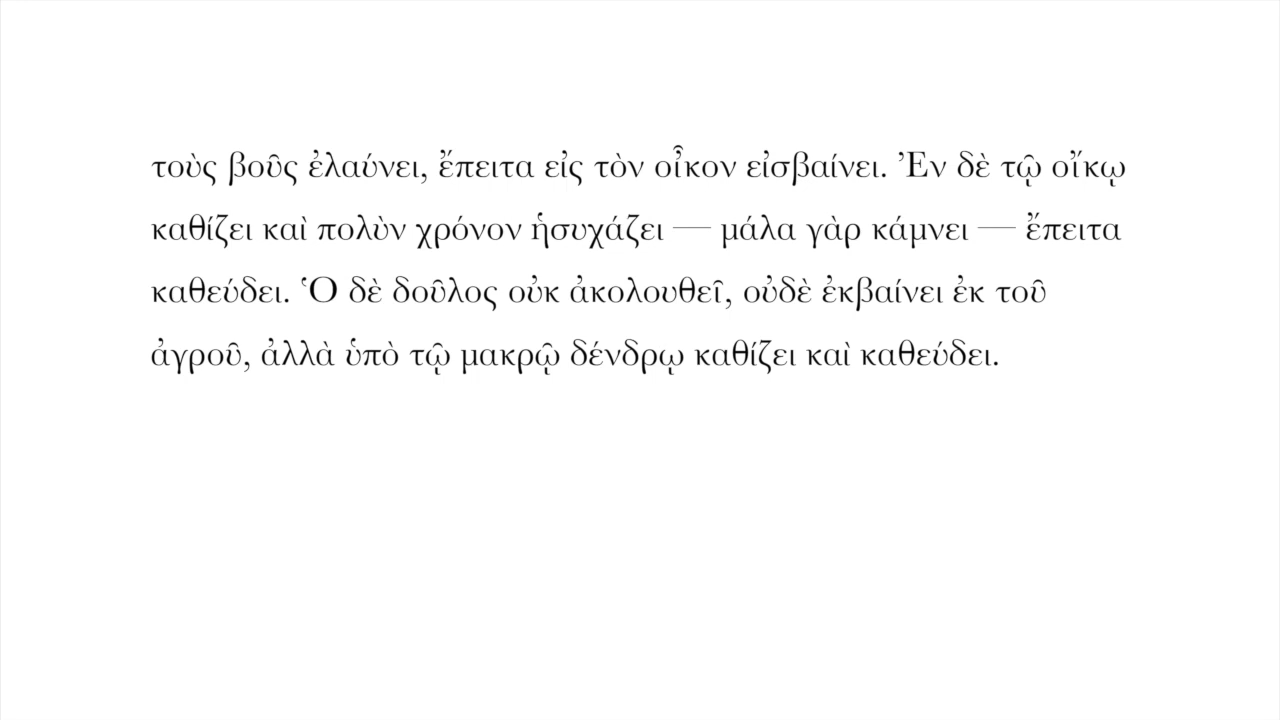 τοὺς βοῦς ἐλαύνει, ἔπειτα εἰς τὸν οἶκον εἰσβαίνει. Ἐν δὲ τῷ οἴκῳ
καθίζει καὶ πολὺν χρόνον ἡσυχάζει — μάλα γὰρ κάμνει — ἔπειτα
καθεύδει. Ὁ δὲ δοῦλος οὐκ ἀκολουθεῖ, οὐδὲ ἐκβαίνει ἐκ τοῦ
ἀγροῦ, ἀλλὰ ὑπὸ τῷ μακρῷ δένδρῳ καθίζει καὶ καθεύδει.